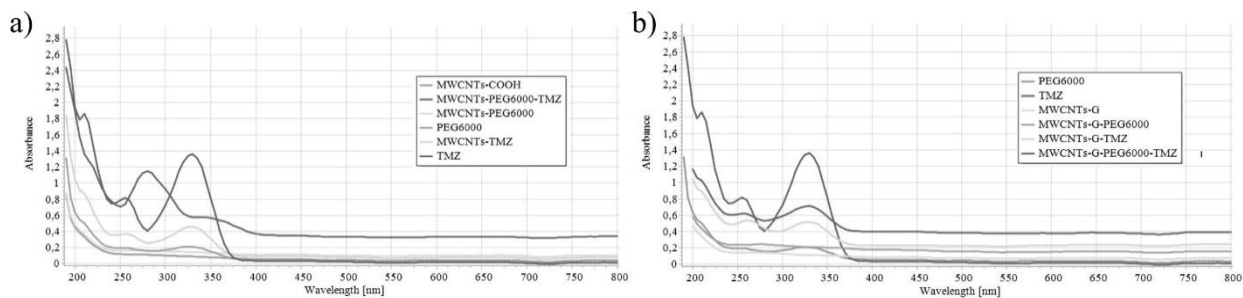 a)
2,8
2,6
2,4
2,2
2
1,8
1,6
1,4
1,2
1
0,8
0,6
0,4
0,2
0
Absorbance
200 250 300 350 400 450 500 550 600 650 700 750 800
Wavelength [nm]
MWCNTs-COOH
MWCNTs-PEG6000-TMZ
MWCNTs-PEG6000
PEG6000
MWCNTs-TMZ
TMZ
b)
2,8
2,6
2,4
2,2
2
1,8
1,6
1,4
1,2
1
0,8
0,6
0,4
0,2
0
Absorbance
200 250 300 350 400 450 500 550 600 650 700 750 800
Wavelength [nm]
PEG6000
TMZ
MWCNTs-G
MWCNTs-G-PEG6000
MWCNTs-G-TMZ
MWCNTs-G-PEG6000-TMZ